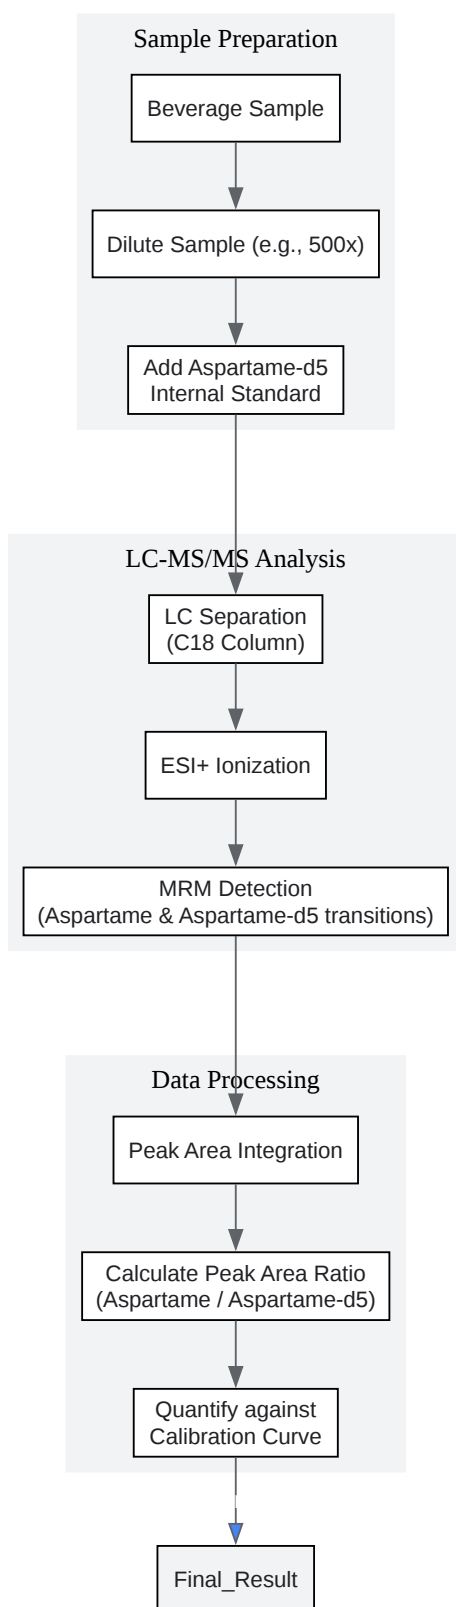 Sample Preparation
Beverage Sample
Dilute Sample (e.g., 500x)
Add Aspartame-d5
Internal Standard
LC-MS/MS Analysis
LC Separation
(C18 Column)
ESI+ Ionization
MRM Detection
(Aspartame & Aspartame-d5 transitions)
Data Processing
Peak Area Integration
Calculate Peak Area Ratio
(Aspartame / Aspartame-d5)
Quantify against
Calibration Curve
Final_Result